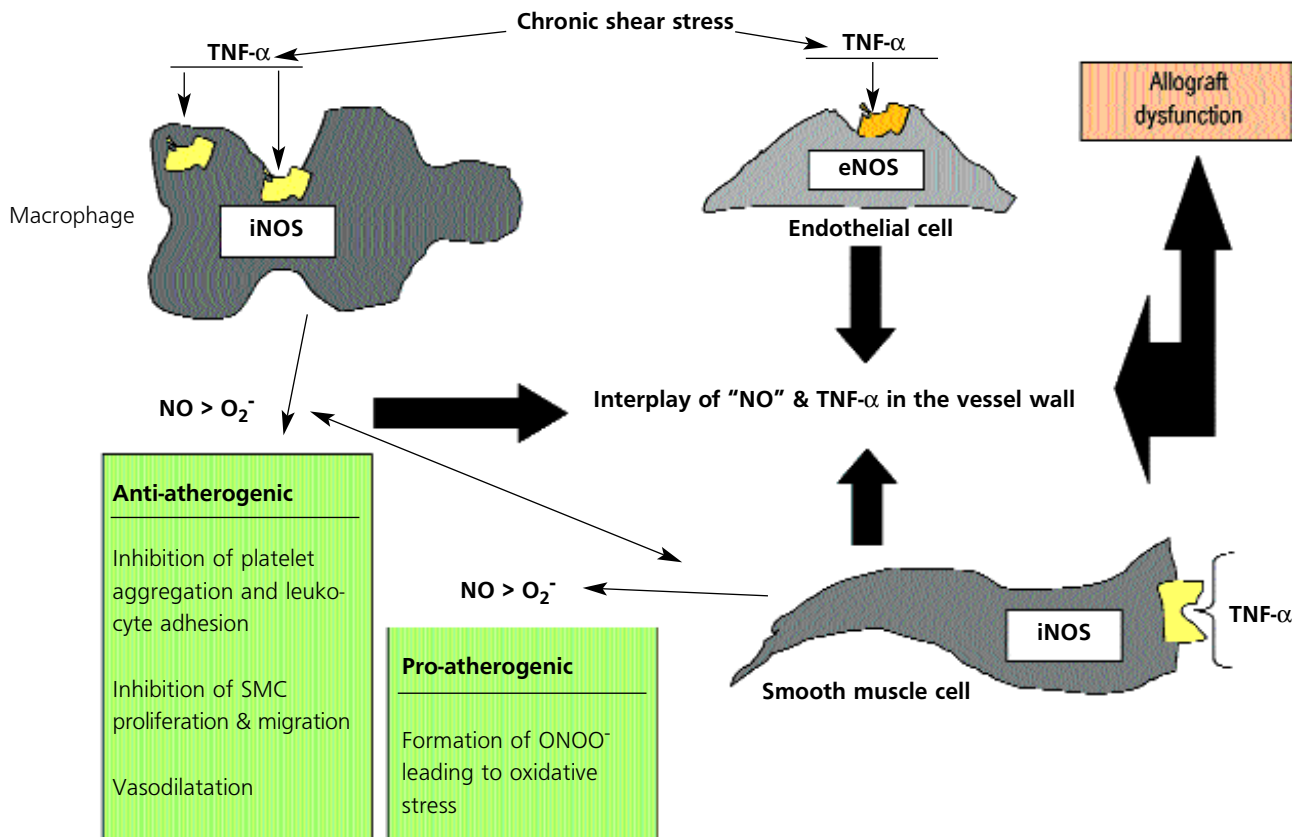 Chronic shear stress
TNF-α
TNF-α
Allograft
dysfunction
eNOS
Macrophage
iNOS
Endothelial cell
NO > O₂⁻
Interplay of "NO" & TNF-α in the vessel wall
Anti-atherogenic
Inhibition of platelet
aggregation and leuko-
cyte adhesion
Inhibition of SMC
proliferation & migration
Vasodilatation
NO > O₂⁻
Pro-atherogenic
Formation of ONOO⁻
leading to oxidative
stress
iNOS
TNF-α
Smooth muscle cell